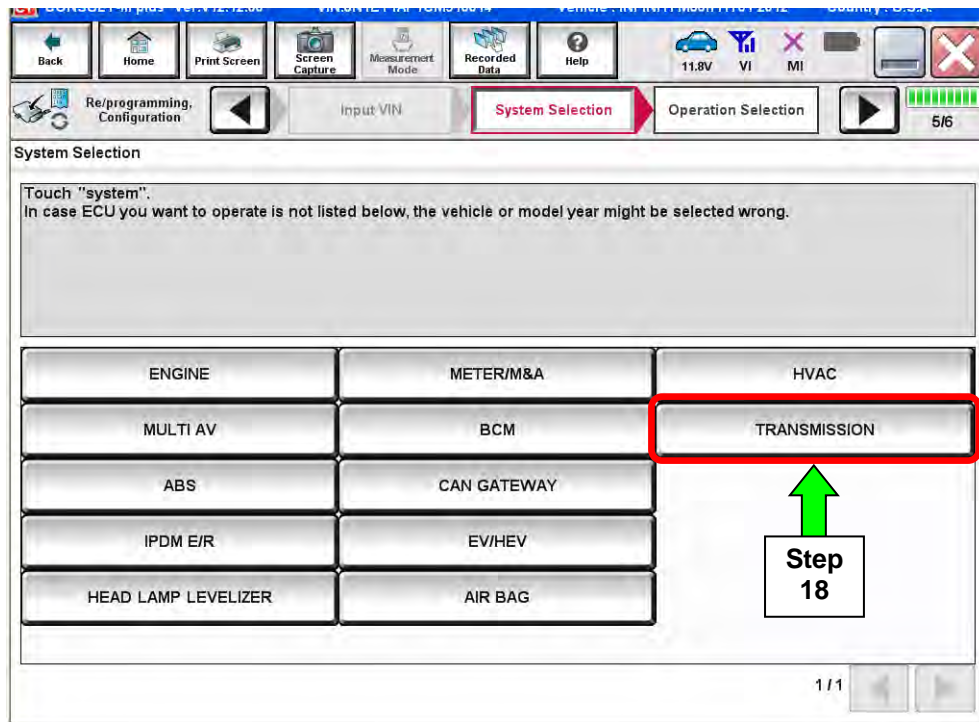 Back
Home
Print Screen
Screen Capture
Measurement Mode
Recorded Data
Help
11.8V
VI
MI
Re/programming, Configuration
Input VIN
System Selection
Operation Selection
5/6
System Selection
Touch "system".
In case ECU you want to operate is not listed below, the vehicle or model year might be selected wrong.
ENGINE
METER/M&A
HVAC
MULTI AV
BCM
TRANSMISSION
ABS
CAN GATEWAY
IPDM E/R
EV/HEV
HEAD LAMP LEVELIZER
AIR BAG
Step
18
1/1